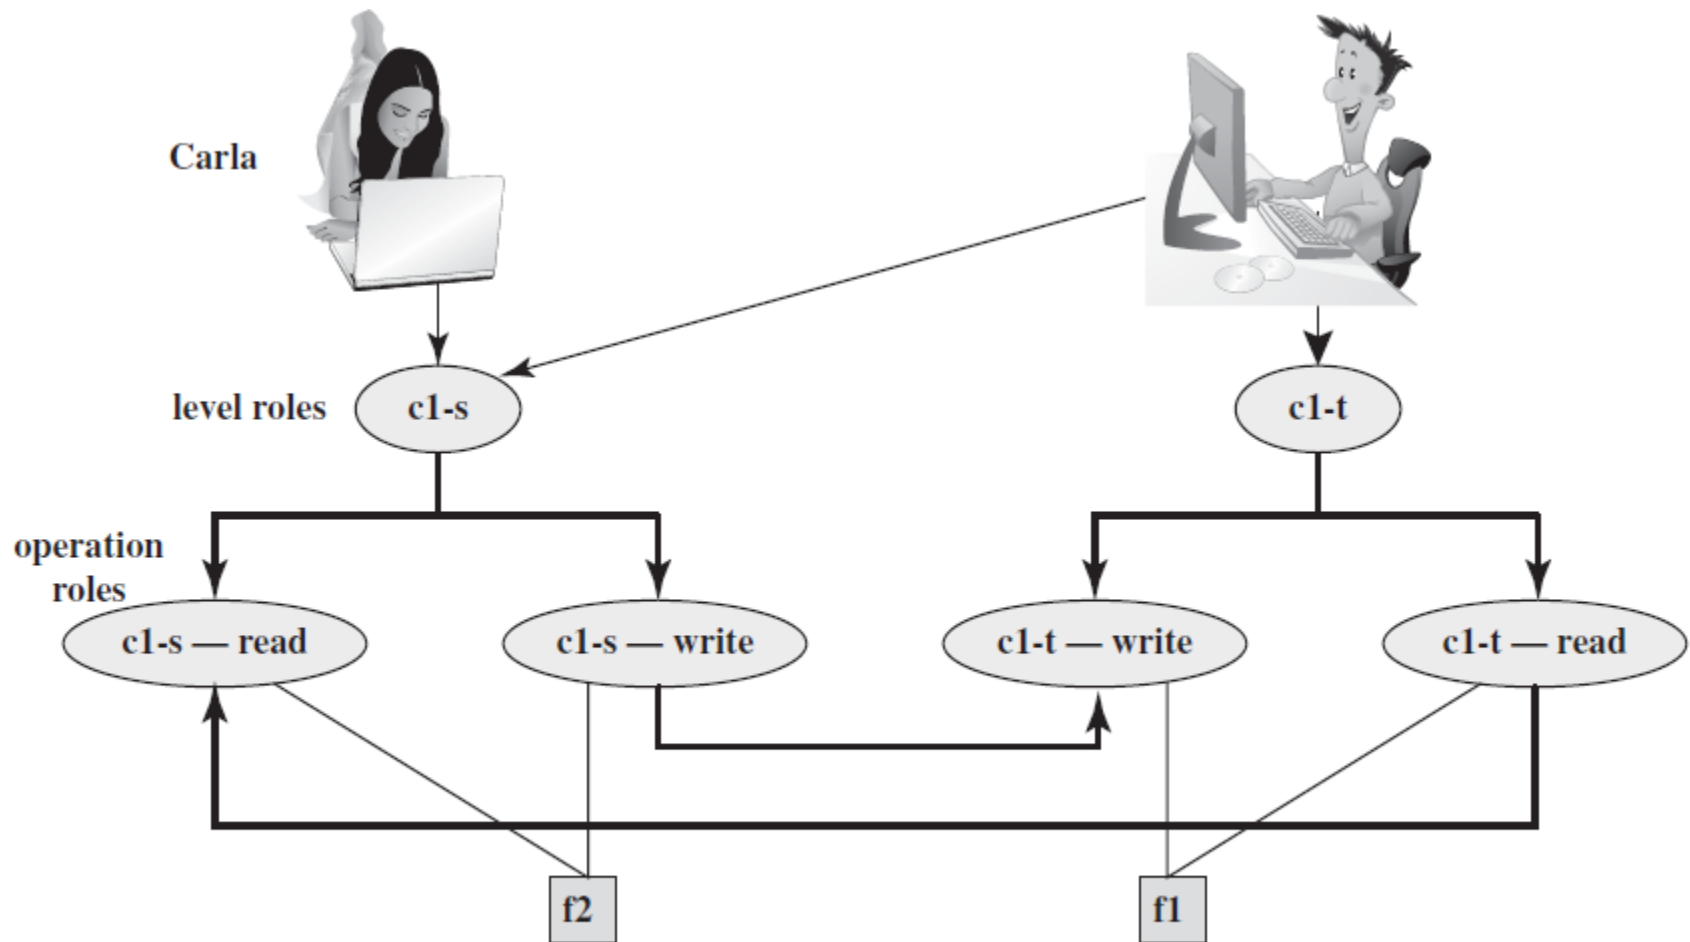 Carla
level roles
c1-s
c1-t
operation
roles
c1-s — read
c1-s — write
c1-t — write
c1-t — read
f2
f1